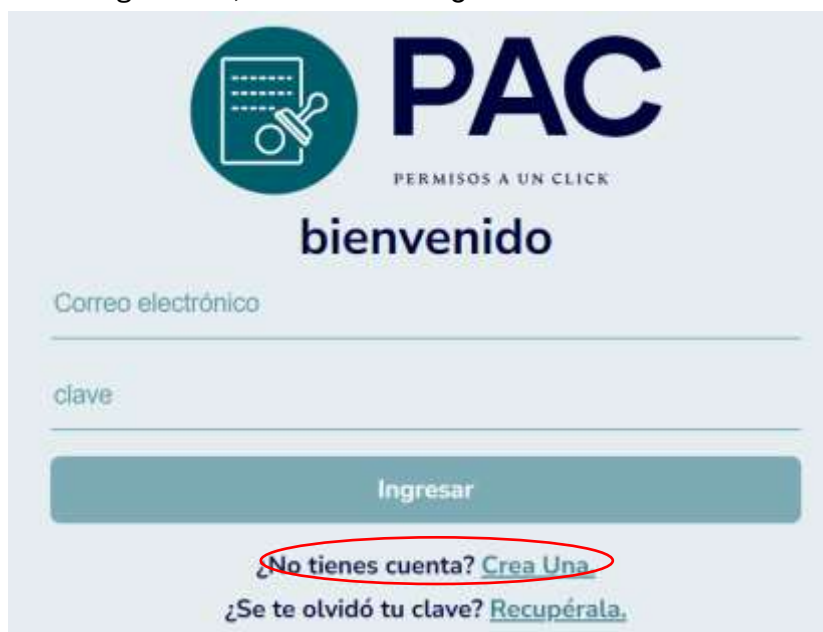 PAC
PERMISOS A UN CLICK
bienvenido
Correo electrónico
clave
Ingresar
¿No tienes cuenta? Crea Una.
¿Se te olvidó tu clave? Recupérala.